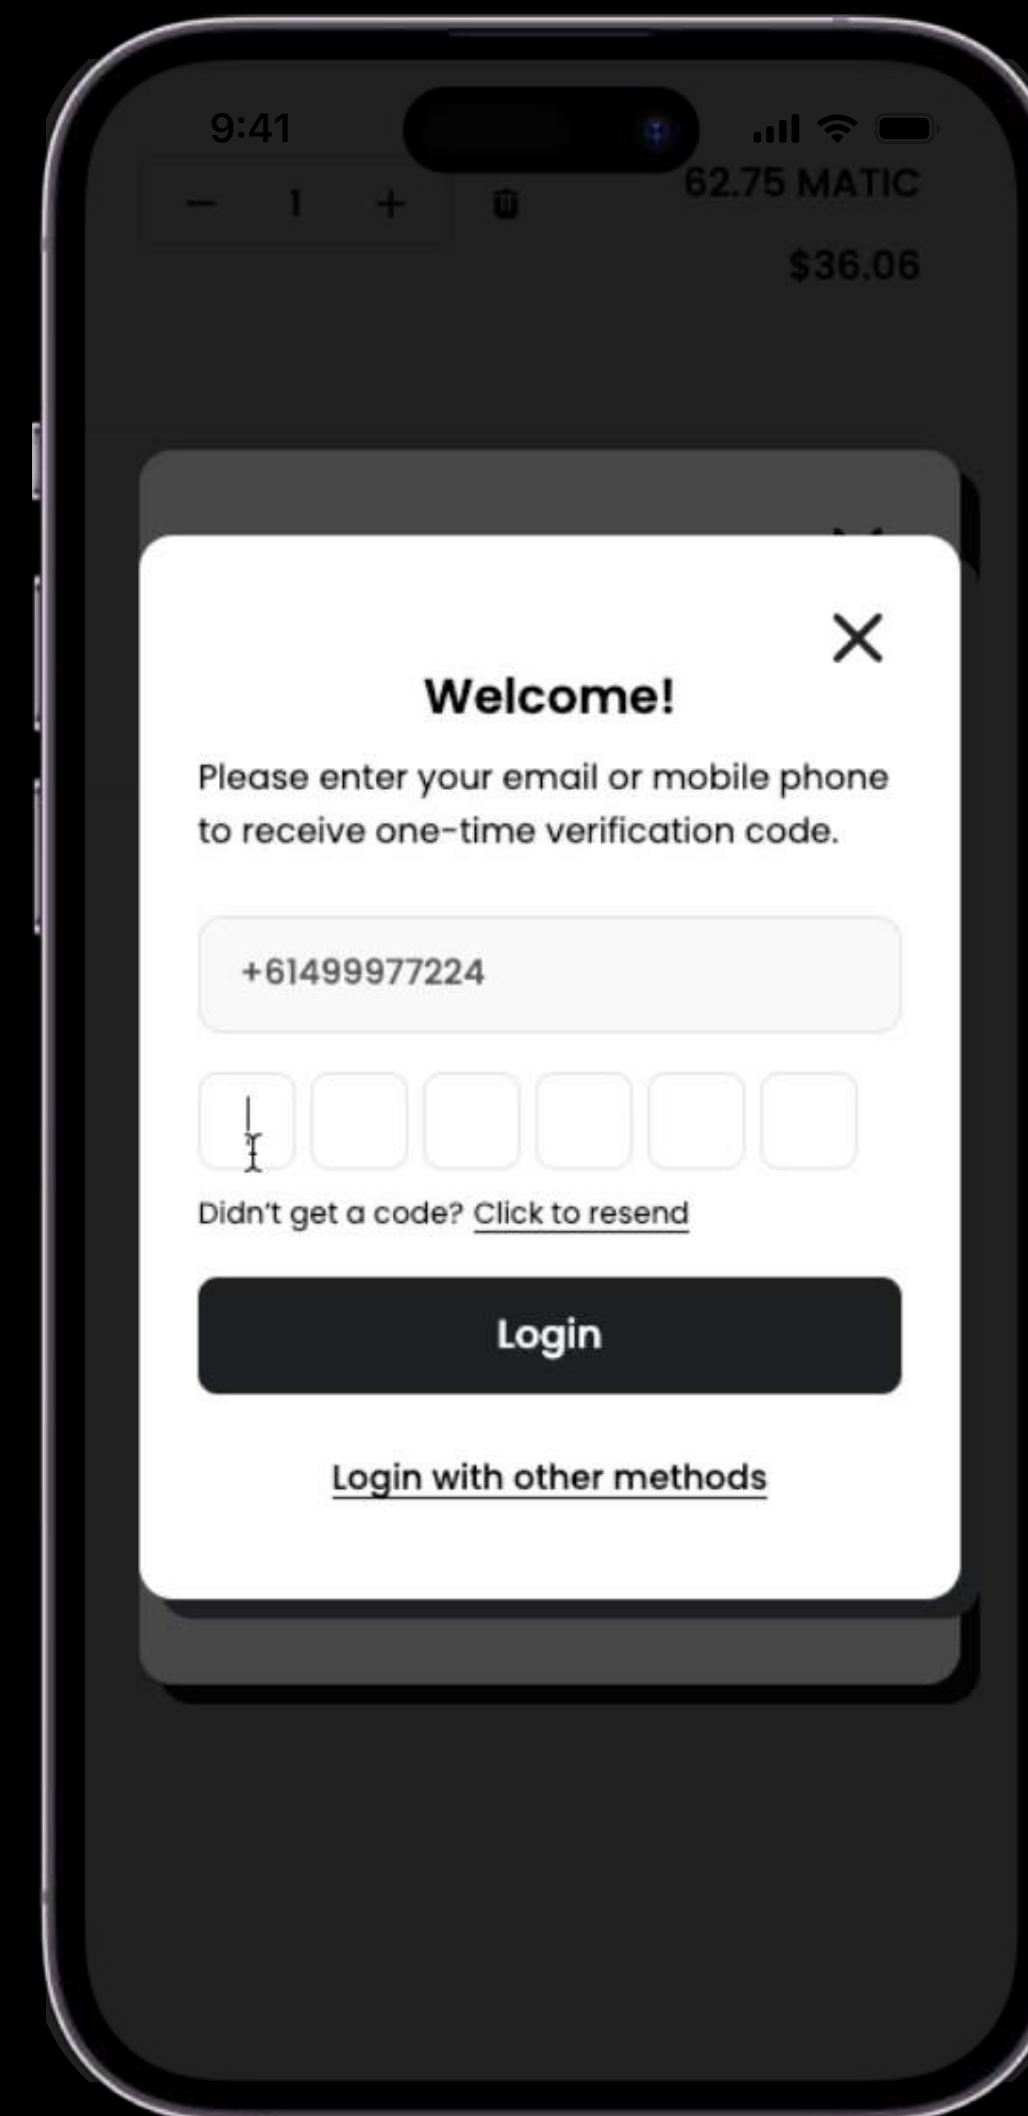 9:41
62.75 MATIC
1
$36.06
Welcome!
Please enter your email or mobile phone
to receive one-time verification code.
+61499977224
Didn't get a code? Click to resend
Login
Login with other methods